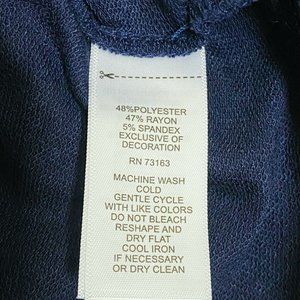 48%POLYESTER
47% RAYON
5% SPANDEX
EXCLUSIVE OF
DECORATION
RN 73163
MACHINE WASH
COLD
GENTLE CYCLE
WITH LIKE COLORS
DO NOT BLEACH
RESHAPE AND
DRY FLAT
COOL IRON
IF NECESSARY
OR DRY CLEAN